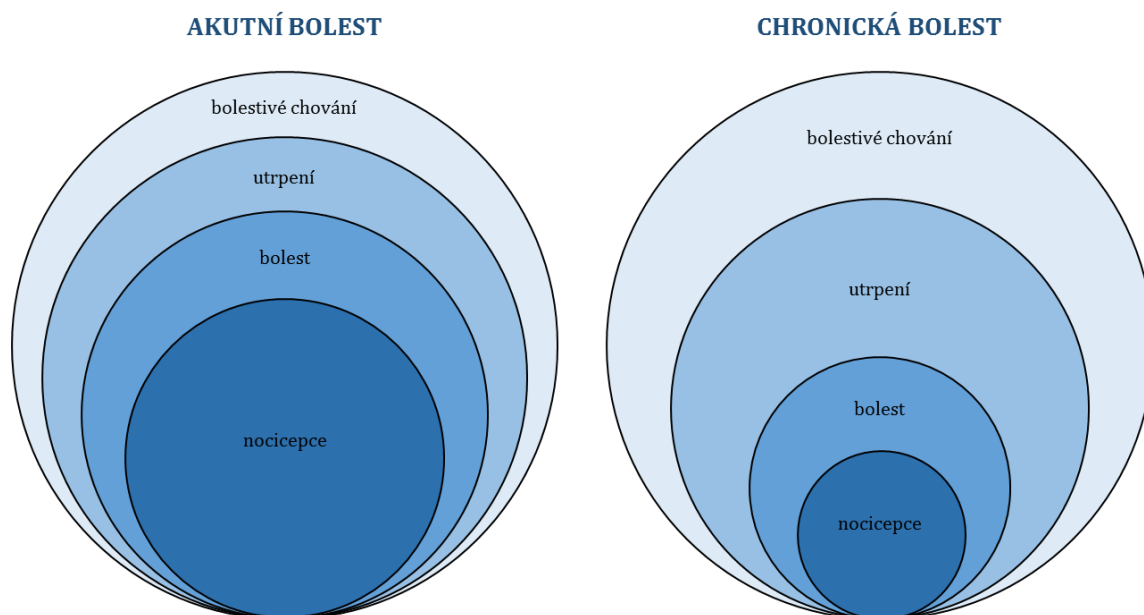 AKUTNÍ BOLEST
bolestivé chování
utrpení
bolest
nocicepce
CHRONICKÁ BOLEST
bolestivé chování
utrpení
bolest
nocicepce